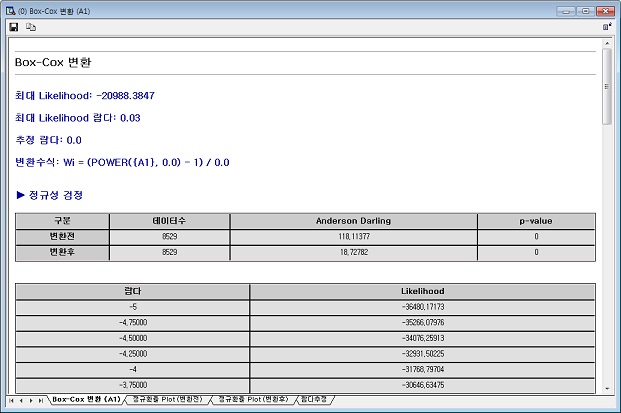 (0) Box-Cox 변환 (A1)
Box-Cox 변환
최대 Likelihood: -20988.3847
최대 Likelihood 람다: 0.03
추정 람다: 0.0
변환수식: Wi = (POWER({A1}, 0.0) - 1) / 0.0
▶ 정규성 검정
구분 데이터수 Anderson Darling p-value
변환전 8529 118,11377 0
변환후 8529 18,72782 0
람다 Likelihood
-5 -36480,17173
-4,75000 -35266,07976
-4,50000 -34076,25913
-4,25000 -32931,50225
-4 -31768,79704
-3,75000 -30646,63475
Box-Cox 변환 (A1) 정규확률 Plot (변환전) 정규확률 Plot (변환후) 람다추정